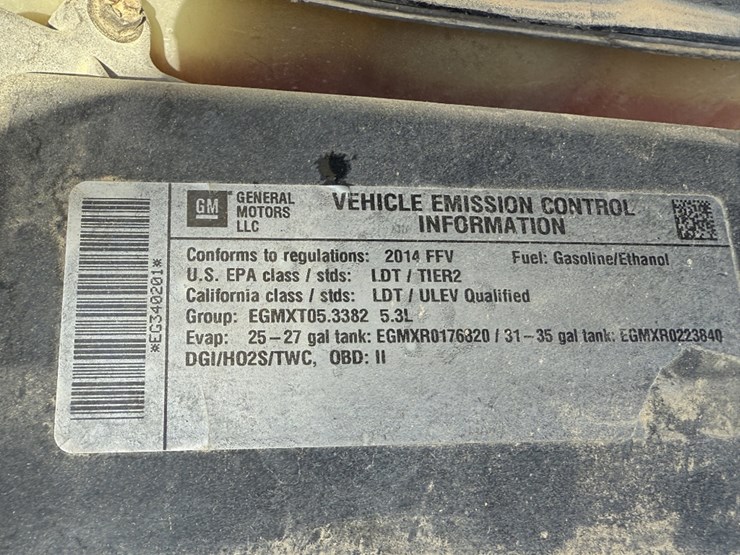 GM
GENERAL
MOTORS
LLC
VEHICLE EMISSION CONTROL
INFORMATION
Conforms to regulations: 2014 FFV Fuel: Gasoline/Ethanol
U.S. EPA class / stds: LDT / TIER2
California class / stds: LDT / ULEV Qualified
Group: EGMXT05.3382 5.3L
Evap: 25-27 gal tank: EGMXR0176820 / 31-35 gal tank: EGMXR0223840
DGI/HO2S/TWC, OBD: II
*EG340201*